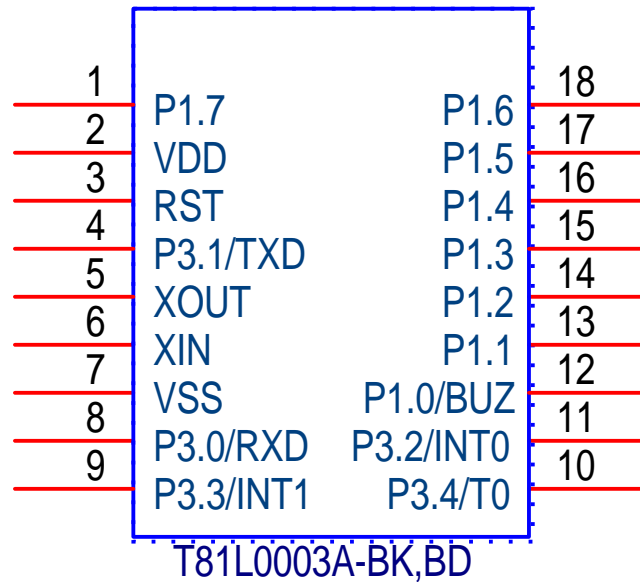 1 P1.7 P1.6 18
2 VDD P1.5 17
3 RST P1.4 16
4 P3.1/TXD P1.3 15
5 XOUT P1.2 14
6 XIN P1.1 13
7 VSS P1.0/BUZ 12
8 P3.0/RXD P3.2/INT0 11
9 P3.3/INT1 P3.4/T0 10
T81L0003A-BK,BD